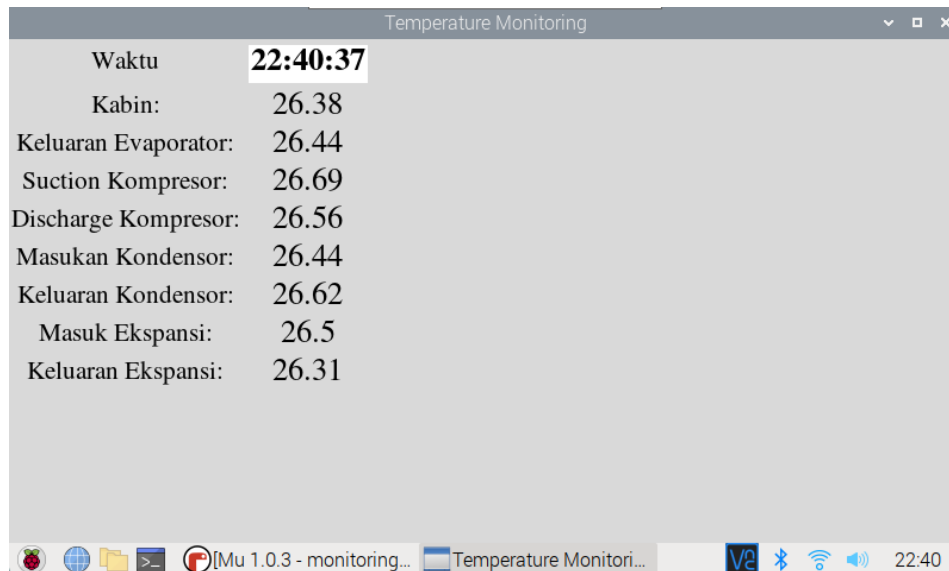 Temperature Monitoring
Waktu 22:40:37
Kabin: 26.38
Keluaran Evaporator: 26.44
Suction Kompresor: 26.69
Discharge Kompresor: 26.56
Masukan Kondensor: 26.44
Keluaran Kondensor: 26.62
Masuk Ekspansi: 26.5
Keluaran Ekspansi: 26.31
[Mu 1.0.3 - monitoring... Temperature Monitori... 22:40